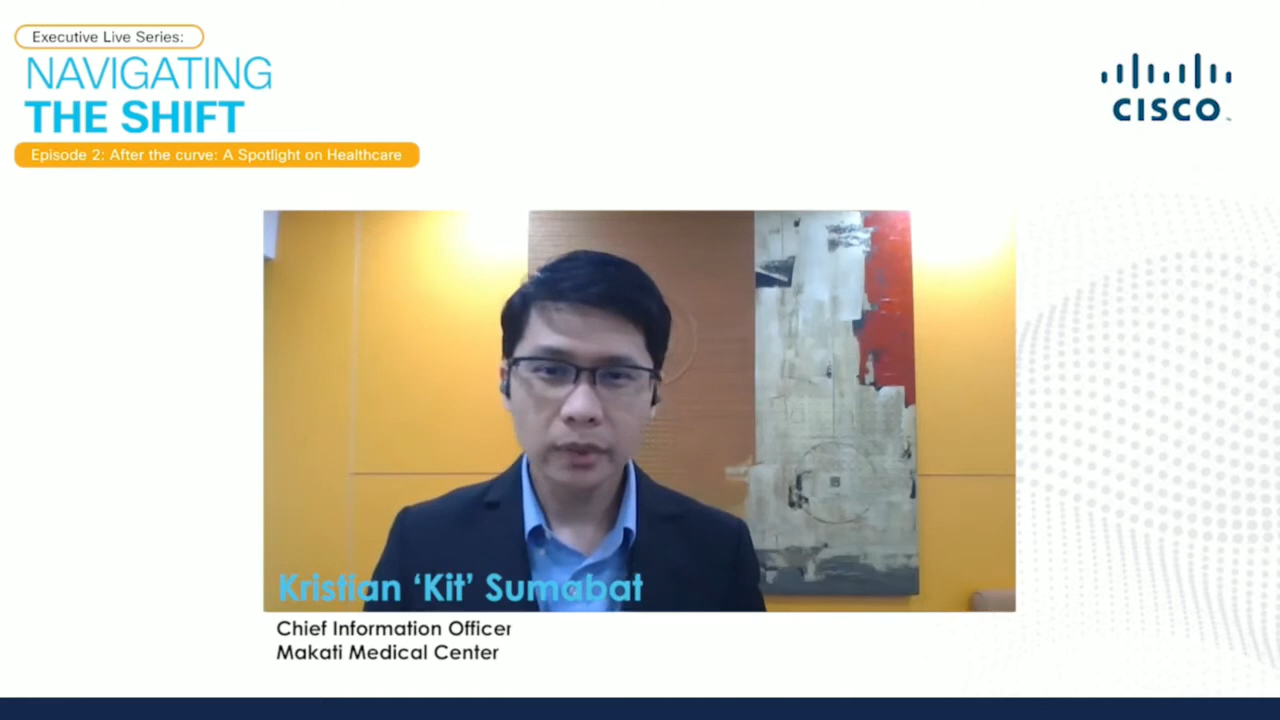 Executive Live Series:
NAVIGATING
THE SHIFT
Episode 2: After the curve: A Spotlight on Healthcare
CISCO
Kristian ‘Kit’ Sumabat
Chief Information Officer
Makati Medical Center